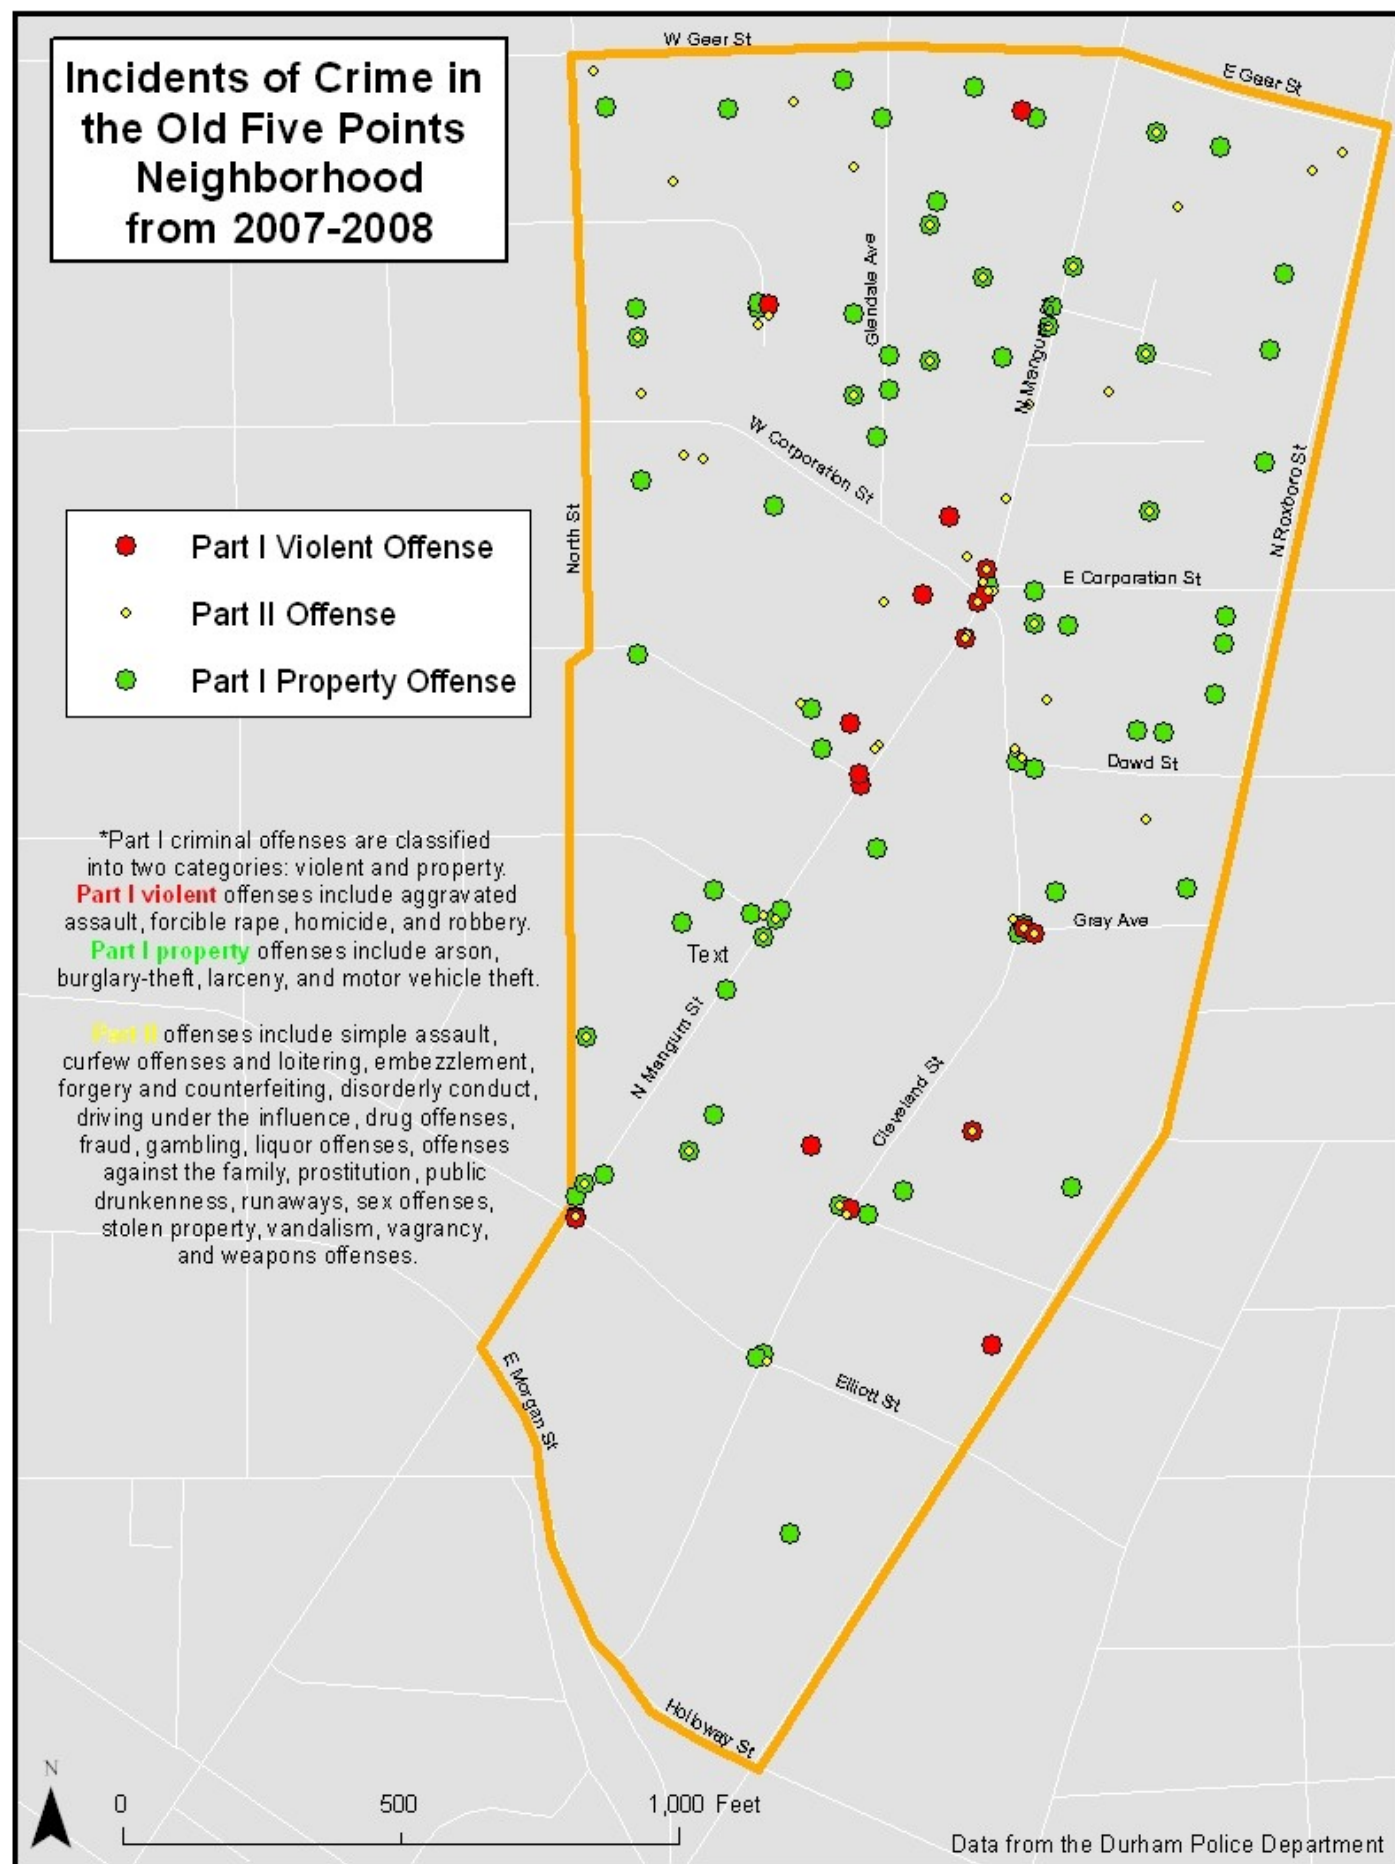 Incidents of Crime in
the Old Five Points
Neighborhood
from 2007-2008
W Geer St
E Geer St
Glendale Ave
N Mangum St
W Corporation St
North St
N Roxboro St
E Corporation St
Part I Violent Offense
Part II Offense
Part I Property Offense
Dowd St
*Part I criminal offenses are classified
into two categories: violent and property.
Part I violent offenses include aggravated
assault, forcible rape, homicide, and robbery.
Part I property offenses include arson,
burglary-theft, larceny, and motor vehicle theft.
Part II offenses include simple assault,
curfew offenses and loitering, embezzlement,
forgery and counterfeiting, disorderly conduct,
driving under the influence, drug offenses,
fraud, gambling, liquor offenses, offenses
against the family, prostitution, public
drunkenness, runaways, sex offenses,
stolen property, vandalism, vagrancy,
and weapons offenses.
Gray Ave
Text
N Mangum St
Cleveland St
E Morgan St
Elliott St
Holloway St
N
0 500 1,000 Feet
Data from the Durham Police Department